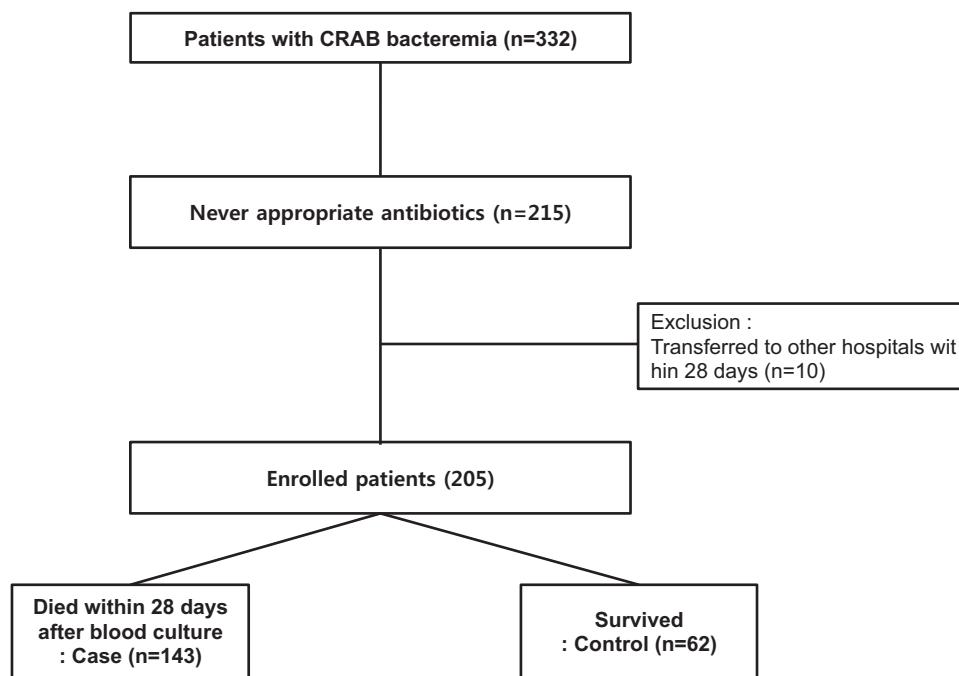 Patients with CRAB bacteremia (n=332)
Never appropriate antibiotics (n=215)
Exclusion :
Transferred to other hospitals wit
hin 28 days (n=10)
Enrolled patients (205)
Died within 28 days
after blood culture
: Case (n=143)
Survived
: Control (n=62)